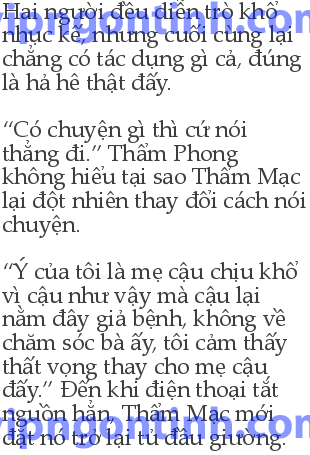 Hai người đều diễn trò khổ
nhục kế, nhưng cuối cùng lại
chẳng có tác dụng gì cả, đúng
là hả hê thật đấy.
“Có chuyện gì thì cứ nói
thẳng đi.” Thẩm Phong
không hiểu tại sao Thẩm Mạc
lại đột nhiên thay đổi cách nói
chuyện.
“Ý của tôi là mẹ cậu chịu khổ
vì cậu như vậy mà cậu lại
nằm đây giả bệnh, không về
chăm sóc bà ấy, tôi cảm thấy
thất vọng thay cho mẹ cậu
đấy.” Đến khi điện thoại tắt
nguồn hẳn, Thẩm Mạc mới
đặt nó trở lại tủ đầu giường.
vipngontinh.com
vipngontinh.com